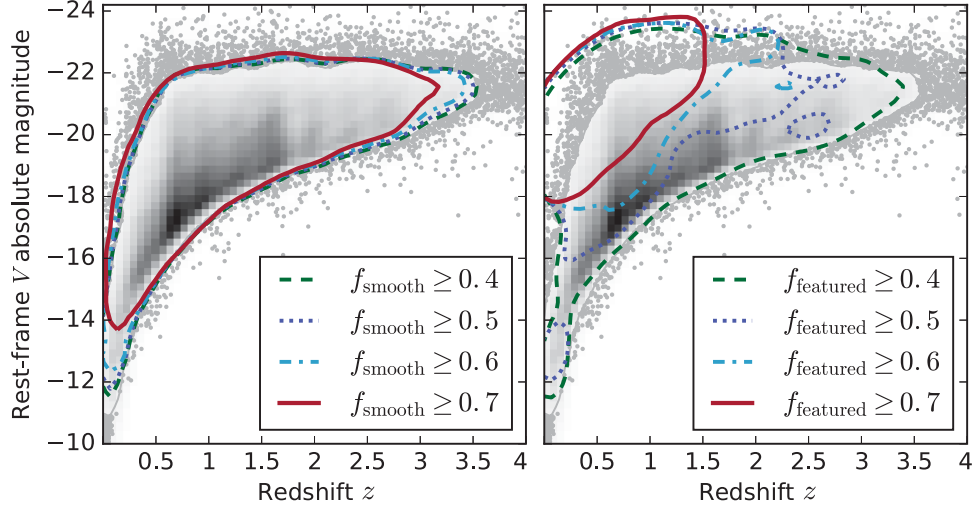 Rest-frame V absolute magnitude
−24
−22
−20
−18
−16
−14
−12
−10
0.5 1 1.5 2 2.5 3 3.5 4
Redshift z
f_smooth ≥ 0.4
f_smooth ≥ 0.5
f_smooth ≥ 0.6
f_smooth ≥ 0.7
0.5 1 1.5 2 2.5 3 3.5 4
Redshift z
f_featured ≥ 0.4
f_featured ≥ 0.5
f_featured ≥ 0.6
f_featured ≥ 0.7